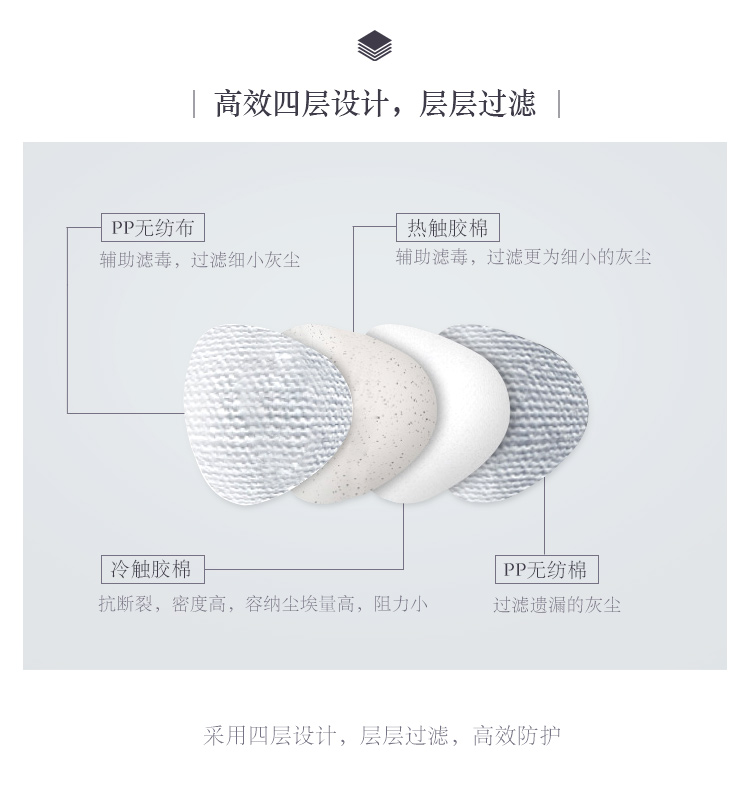 高效四层设计，层层过滤
PP无纺布
辅助滤毒，过滤细小灰尘
热触胶棉
辅助滤毒，过滤更为细小的灰尘
冷触胶棉
抗断裂，密度高，容纳尘埃量高，阻力小
PP无纺棉
过滤遗漏的灰尘
采用四层设计，层层过滤，高效防护